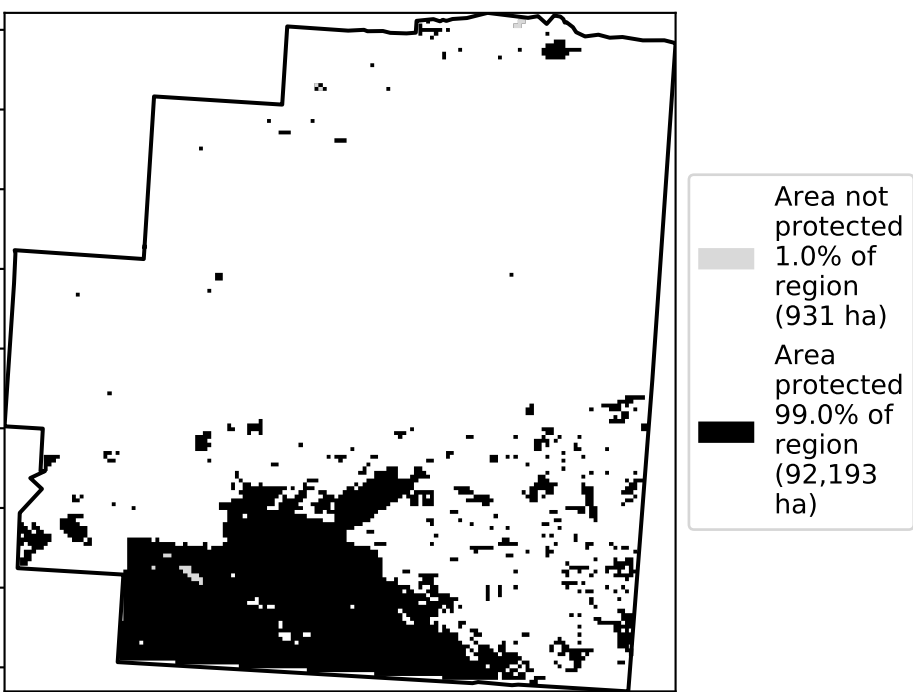 Area not
protected
1.0% of
region
(931 ha)
Area
protected
99.0% of
region
(92,193
ha)